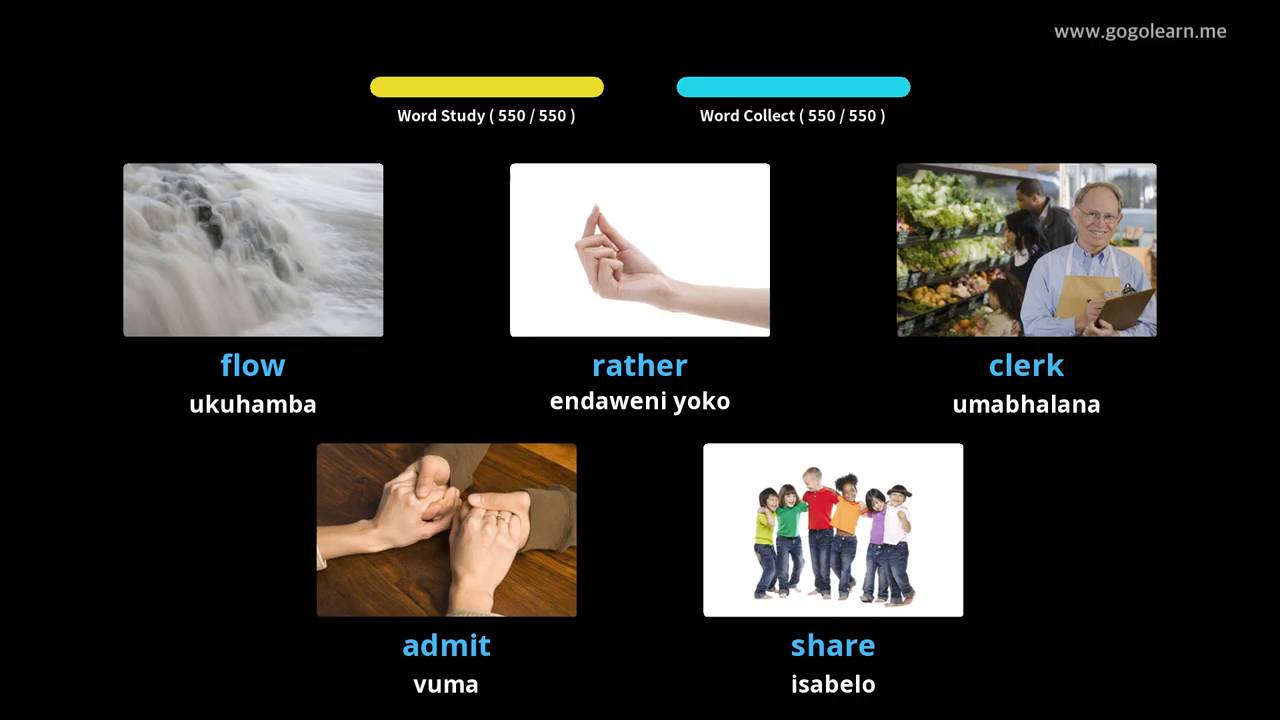 www.gogolearn.me
Word Study ( 550 / 550 )
Word Collect ( 550 / 550 )
flow
rather
clerk
ukuhamba
endaweni yoko
umabhalana
admit
share
vuma
isabelo